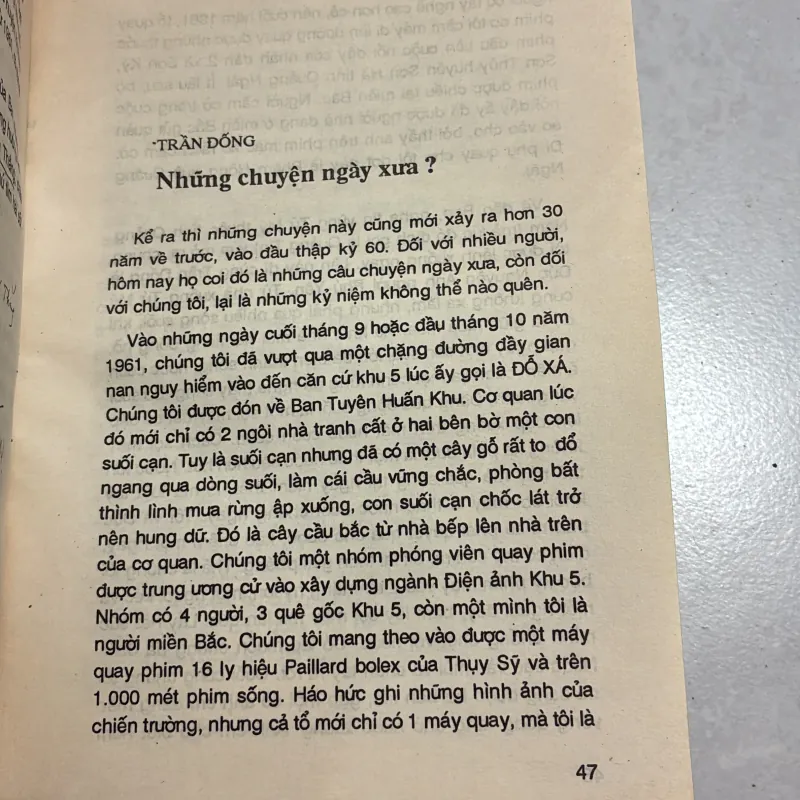 TRẦN ĐỐNG
Những chuyện ngày xưa ?
Kể ra thì những chuyện này cũng mới xảy ra hơn 30
năm về trước, vào đầu thập kỷ 60. Đối với nhiều người,
hôm nay họ coi đó là những câu chuyện ngày xưa, còn đối
với chúng tôi, lại là những kỷ niệm không thể nào quên.
Vào những ngày cuối tháng 9 hoặc đầu tháng 10 năm
1961, chúng tôi đã vượt qua một chặng đường đầy gian
nan nguy hiểm vào đến căn cứ khu 5 lúc ấy gọi là ĐỖ XÁ.
Chúng tôi được đón về Ban Tuyên Huấn Khu. Cơ quan lúc
đó mới chỉ có 2 ngôi nhà tranh cất ở hai bên bờ một con
suối cạn. Tuy là suối cạn nhưng đã có một cây gỗ rất to đổ
ngang qua dòng suối, làm cái cầu vững chắc, phòng bất
thình lình mưa rừng ập xuống, con suối cạn chốc lát trở
nên hung dữ. Đó là cây cầu bắc từ nhà bếp lên nhà trên
của cơ quan. Chúng tôi một nhóm phóng viên quay phim
được trung ương cử vào xây dựng ngành Điện ảnh Khu 5.
Nhóm có 4 người, 3 quê gốc Khu 5, còn một mình tôi là
người miền Bắc. Chúng tôi mang theo vào được một máy
quay phim 16 ly hiệu Paillard bolex của Thụy Sỹ và trên
1.000 mét phim sống. Háo hức ghi những hình ảnh của
chiến trường, nhưng cả tổ mới chỉ có 1 máy quay, mà tôi là
47